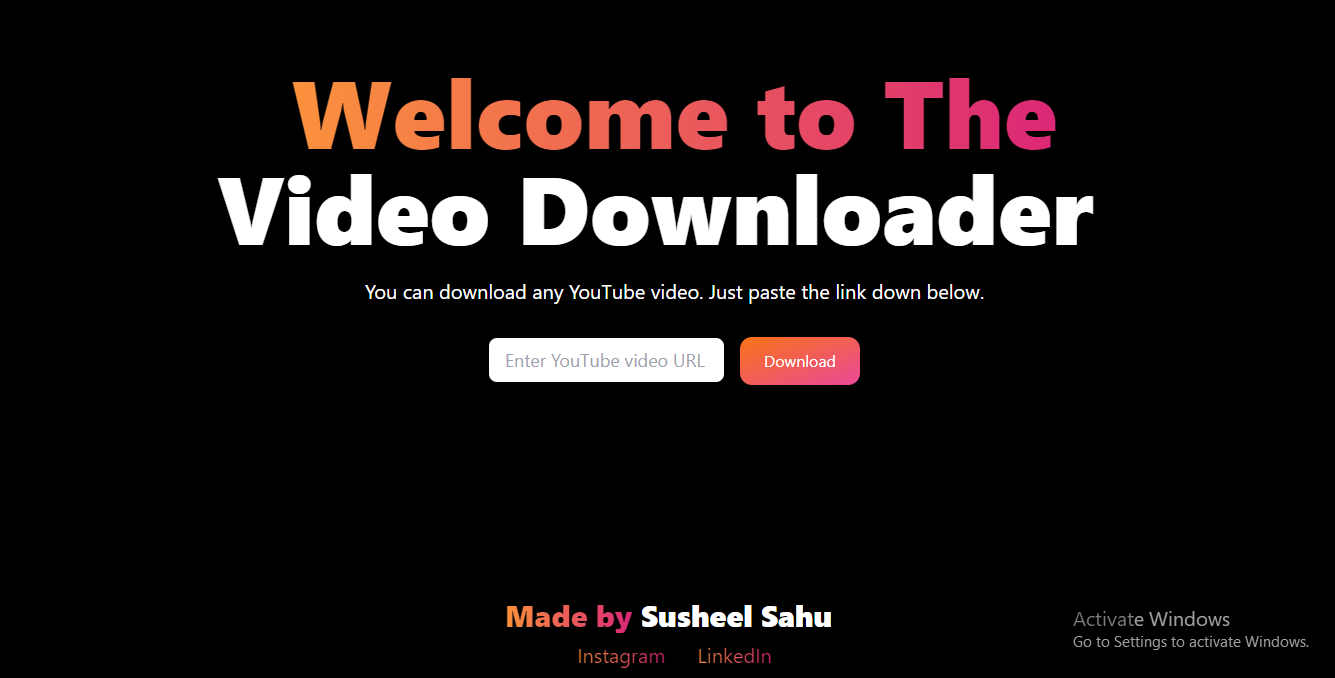 Welcome to The
Video Downloader
You can download any YouTube video. Just paste the link down below.
Enter YouTube video URL
Download
Made by Susheel Sahu
Instagram LinkedIn
Activate Windows
Go to Settings to activate Windows.